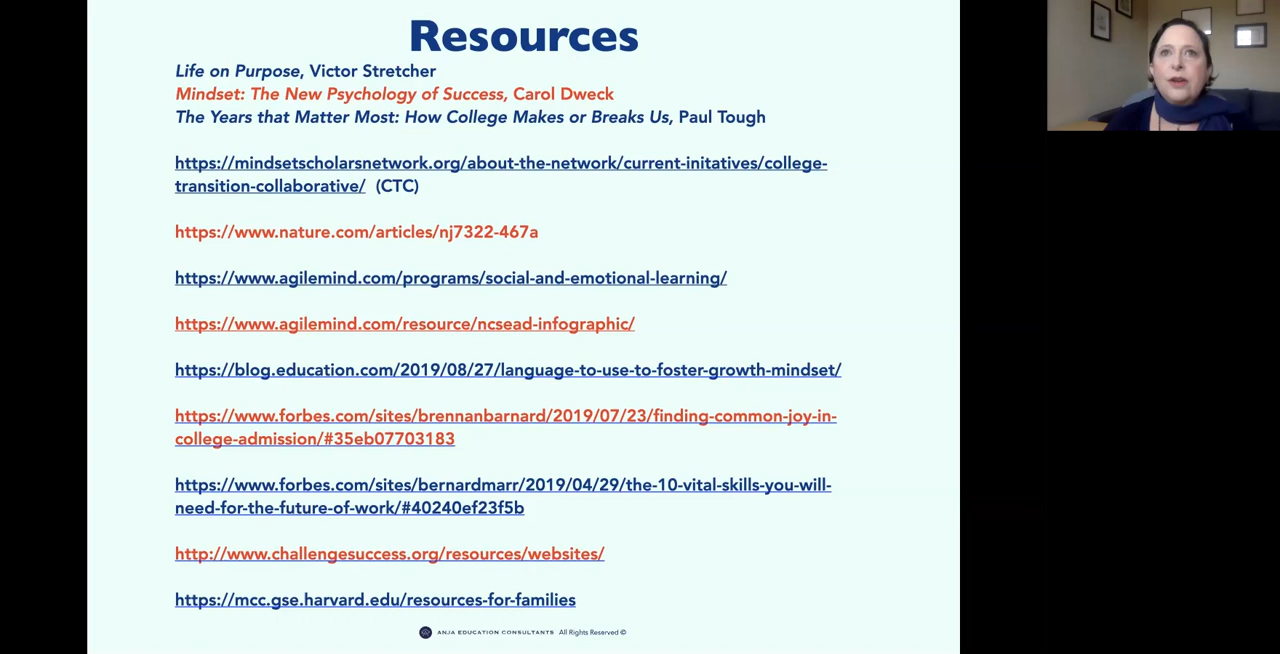 Resources
Life on Purpose, Victor Stretcher
Mindset: The New Psychology of Success, Carol Dweck
The Years that Matter Most: How College Makes or Breaks Us, Paul Tough
https://mindsetscholarsnetwork.org/about-the-network/current-initatives/college-
transition-collaborative/ (CTC)
https://www.nature.com/articles/nj7322-467a
https://www.agilemind.com/programs/social-and-emotional-learning/
https://www.agilemind.com/resource/ncsead-infographic/
https://blog.education.com/2019/08/27/language-to-use-to-foster-growth-mindset/
https://www.forbes.com/sites/brennanbarnard/2019/07/23/finding-common-joy-in-
college-admission/#35eb07703183
https://www.forbes.com/sites/bernardmarr/2019/04/29/the-10-vital-skills-you-will-
need-for-the-future-of-work/#40240ef23f5b
http://www.challengesuccess.org/resources/websites/
https://mcc.gse.harvard.edu/resources-for-families
ANJA EDUCATION CONSULTANTS All Rights Reserved ©